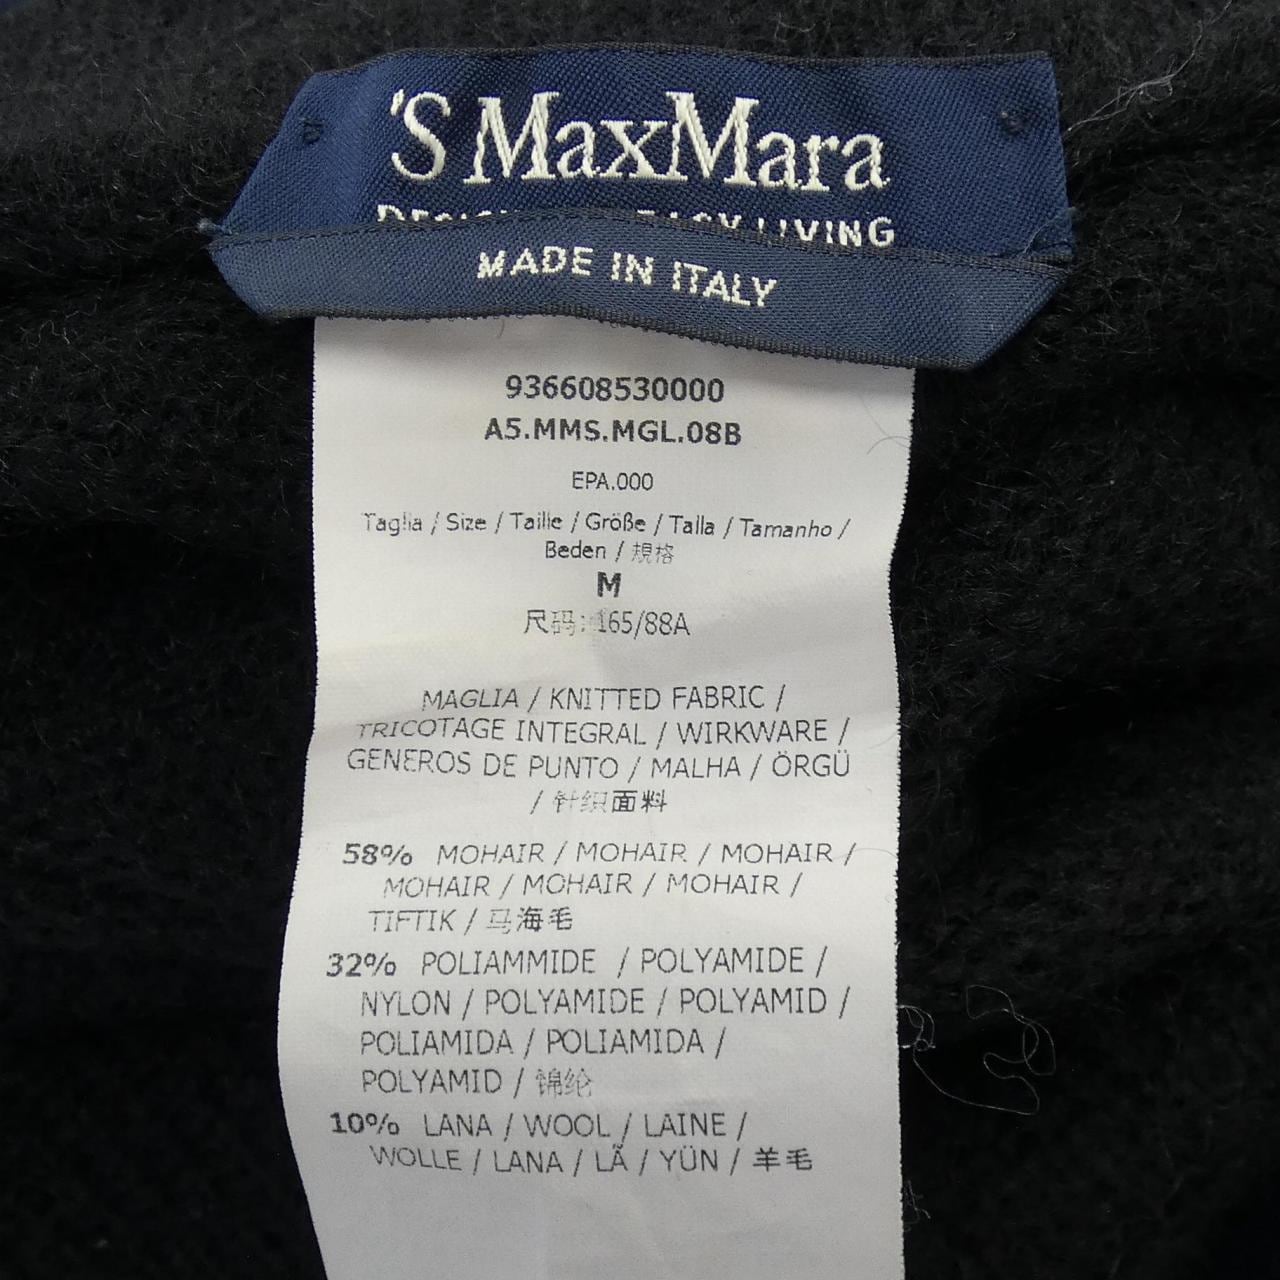 'S MaxMara
LIVING
MADE IN ITALY
936608530000
A5.MMS.MGL.08B
EPA.000
Taglia / Size / Taille / Größe / Talla / Tamanho /
Beden / 規格
M
尺码: 165/88A
MAGLIA / KNITTED FABRIC /
TRICOTAGE INTEGRAL / WIRKWARE /
GENEROS DE PUNTO / MALHA / ÖRGÜ
/ 针织面料
58% MOHAIR / MOHAIR / MOHAIR /
MOHAIR / MOHAIR / MOHAIR /
TIFTIK / 马海毛
32% POLIAMMIDE / POLYAMIDE /
NYLON / POLYAMIDE / POLYAMID /
POLIAMIDA / POLIAMIDA /
POLYAMID / 锦纶
10% LANA / WOOL / LAINE /
WOLLE / LANA / LÃ / YÜN / 羊毛